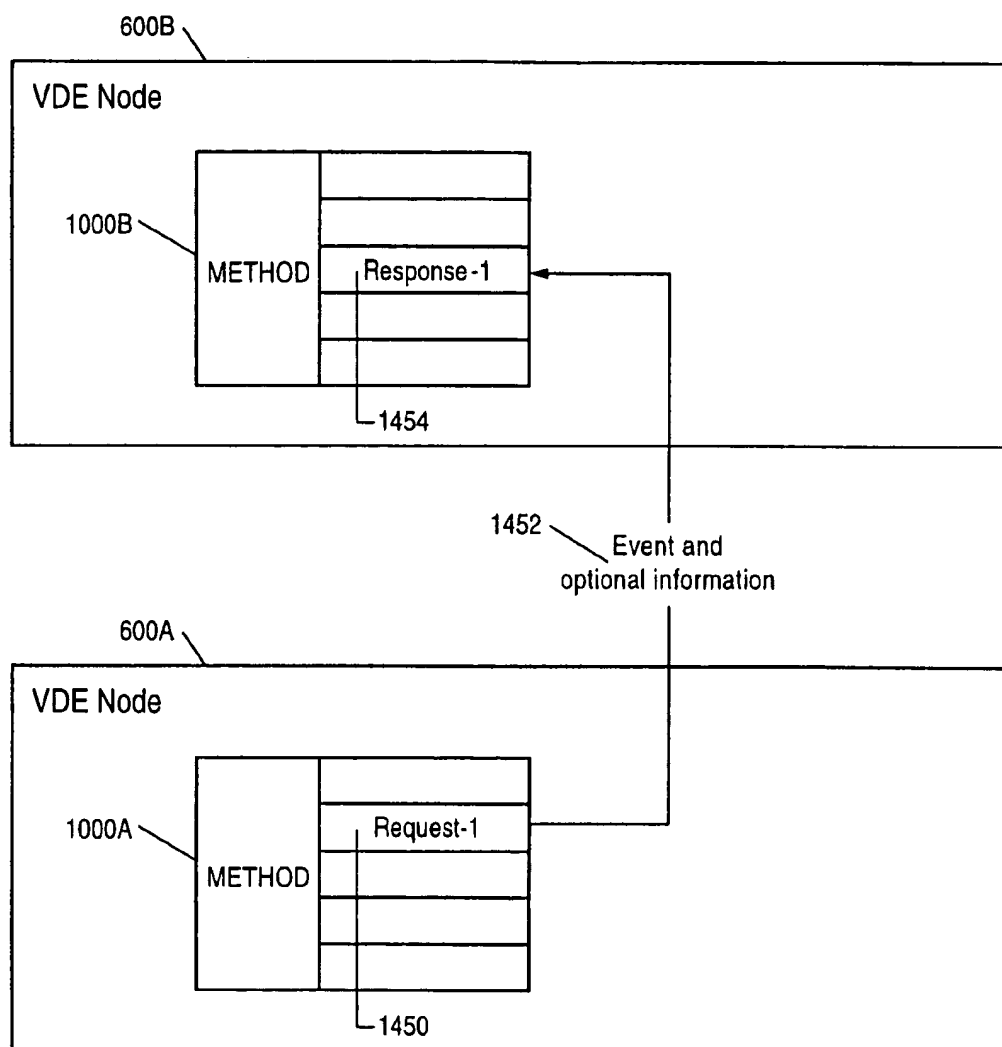 600B
VDE Node
1000B
METHOD
Response-1
1454
1452
Event and
optional information
600A
VDE Node
1000A
METHOD
Request-1
1450